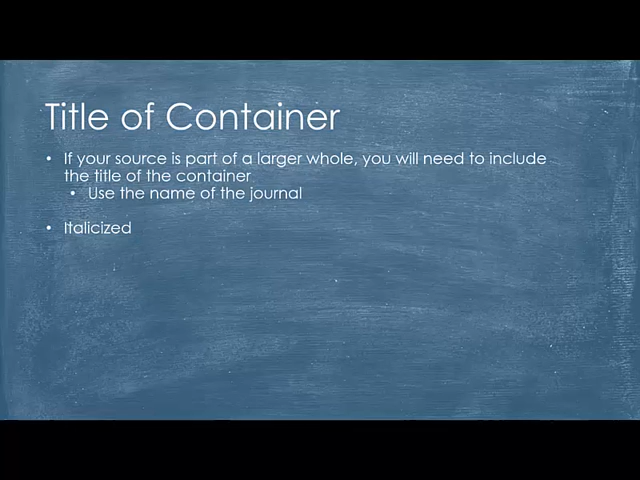 Title of Container
• If your source is part of a larger whole, you will need to include
the title of the container
• Use the name of the journal
• Italicized